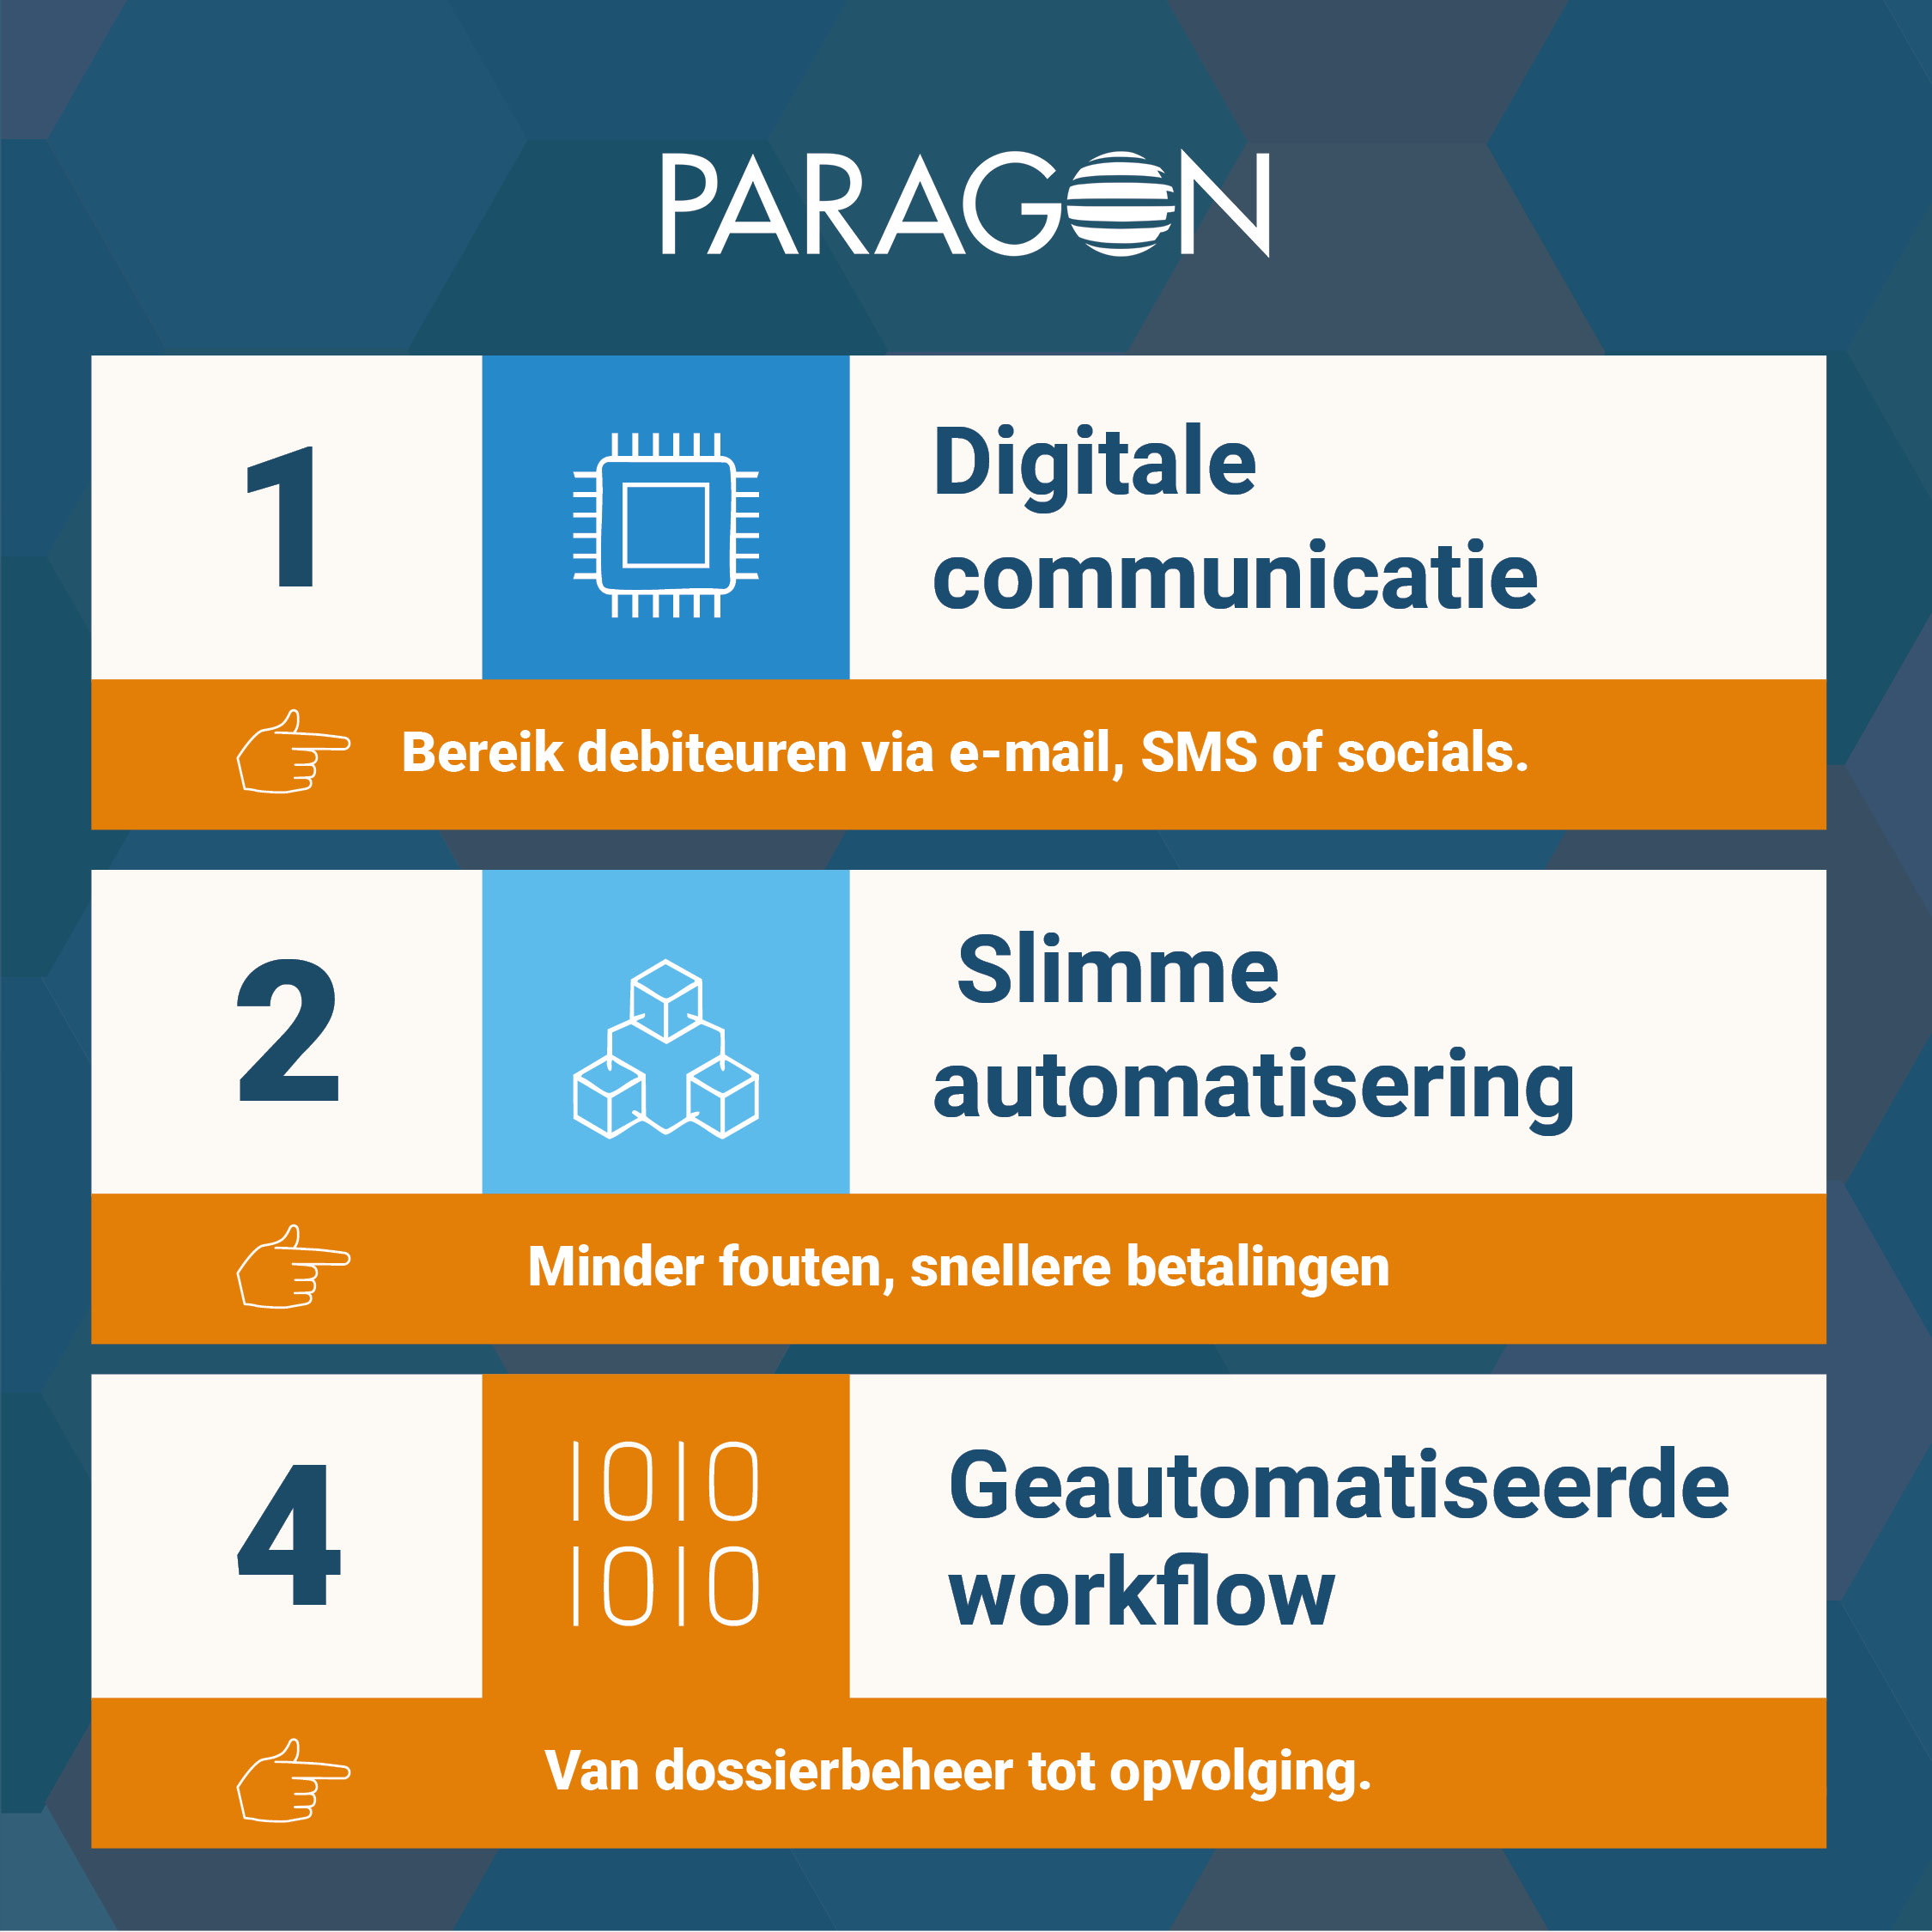 PARAGON
1
Digitale
communicatie
Bereik debiteuren via e-mail, SMS of socials.
2
Slimme
automatisering
Minder fouten, snellere betalingen
4
1010
1010
Geautomatiseerde
workflow
Van dossierbeheer tot opvolging.